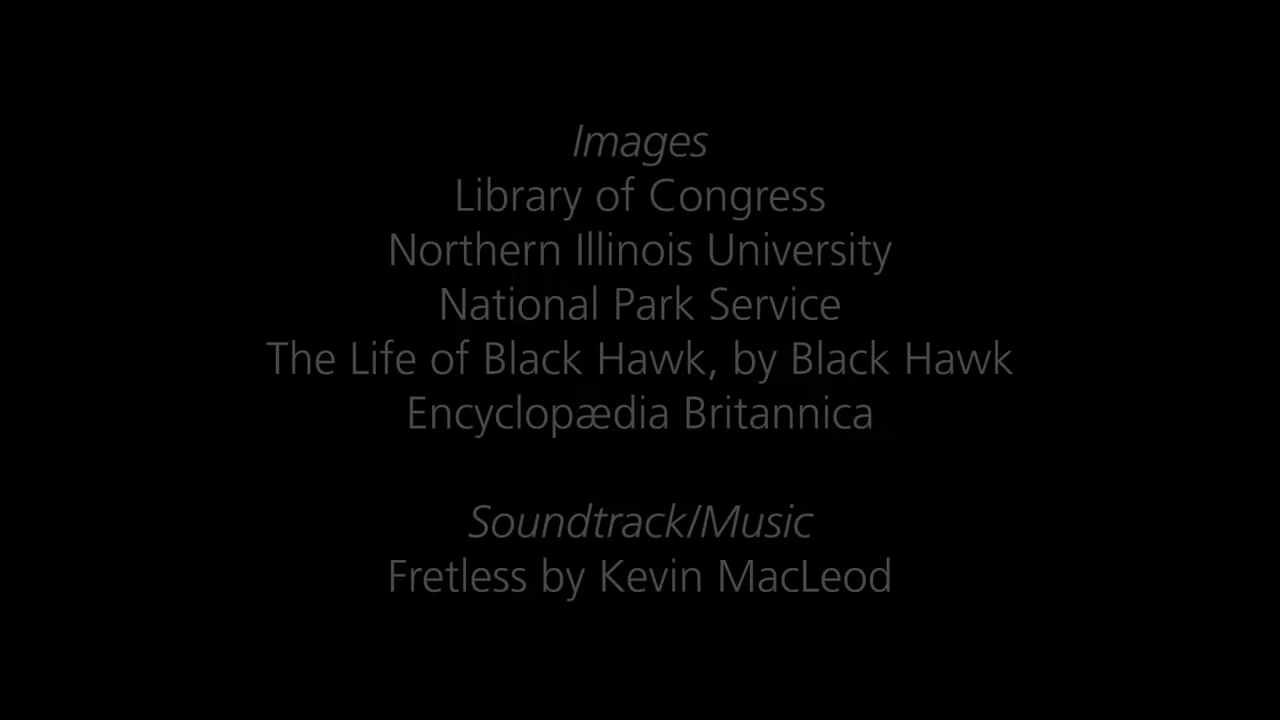 Images
Library of Congress
Northern Illinois University
National Park Service
The Life of Black Hawk, by Black Hawk
Encyclopædia Britannica
Soundtrack/Music
Fretless by Kevin MacLeod